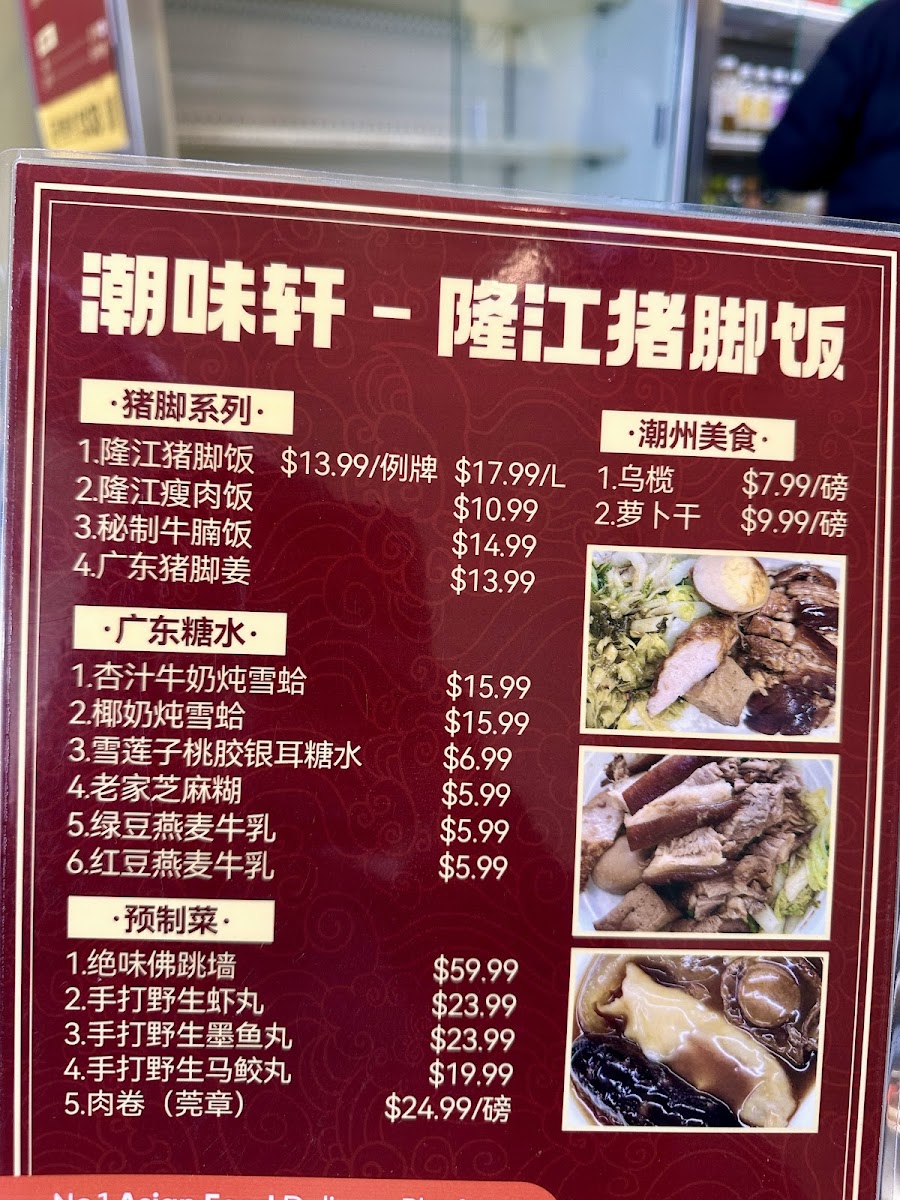 潮味轩 - 隆江猪脚饭
·猪脚系列·
1.隆江猪脚饭 $13.99/例牌 $17.99/L
2.隆江瘦肉饭 $10.99
3.秘制牛腩饭 $14.99
4.广东猪脚姜 $13.99
·广东糖水·
1.杏汁牛奶炖雪蛤 $15.99
2.椰奶炖雪蛤 $15.99
3.雪莲子桃胶银耳糖水 $6.99
4.老家芝麻糊 $5.99
5.绿豆燕麦牛乳 $5.99
6.红豆燕麦牛乳 $5.99
·预制菜·
1.绝味佛跳墙 $59.99
2.手打野生虾丸 $23.99
3.手打野生墨鱼丸 $23.99
4.手打野生马鲛丸 $19.99
5.肉卷（莞章） $24.99/磅
·潮州美食·
1.乌榄 $7.99/磅
2.萝卜干 $9.99/磅
No.1 Asian Food Delivery